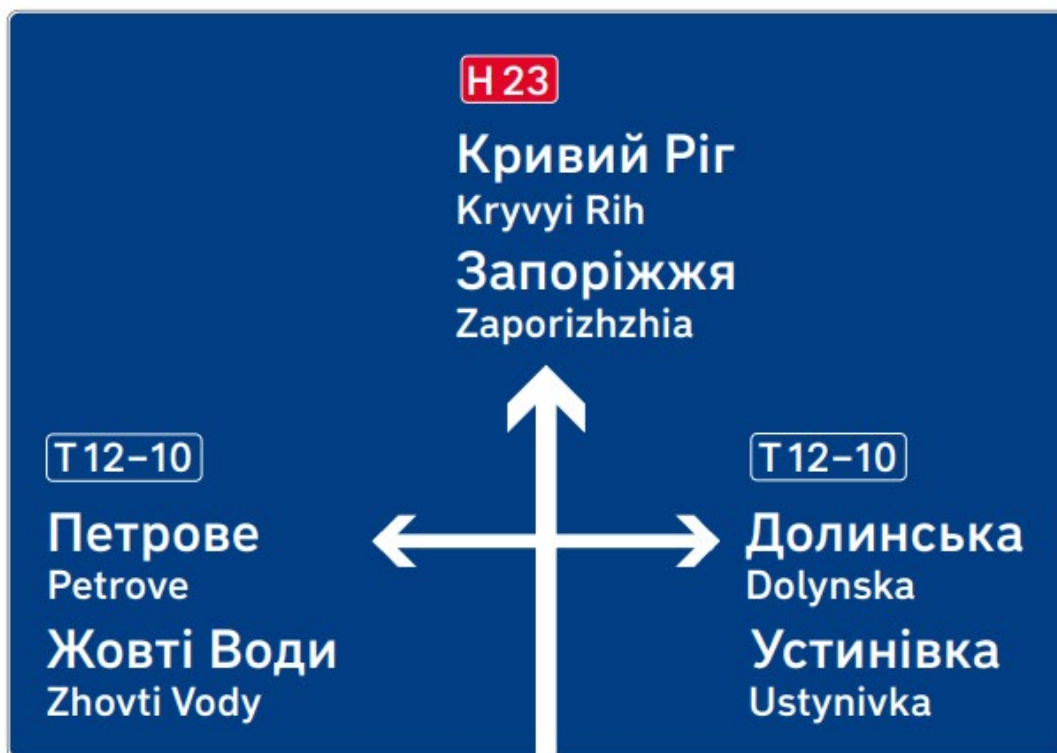 Н 23
Кривий Ріг
Kryvyi Rih
Запоріжжя
Zaporizhzhia
Т 12-10
Петрове
Petrove
Жовті Води
Zhovti Vody
Т 12-10
Долинська
Dolynska
Устинівка
Ustynivka